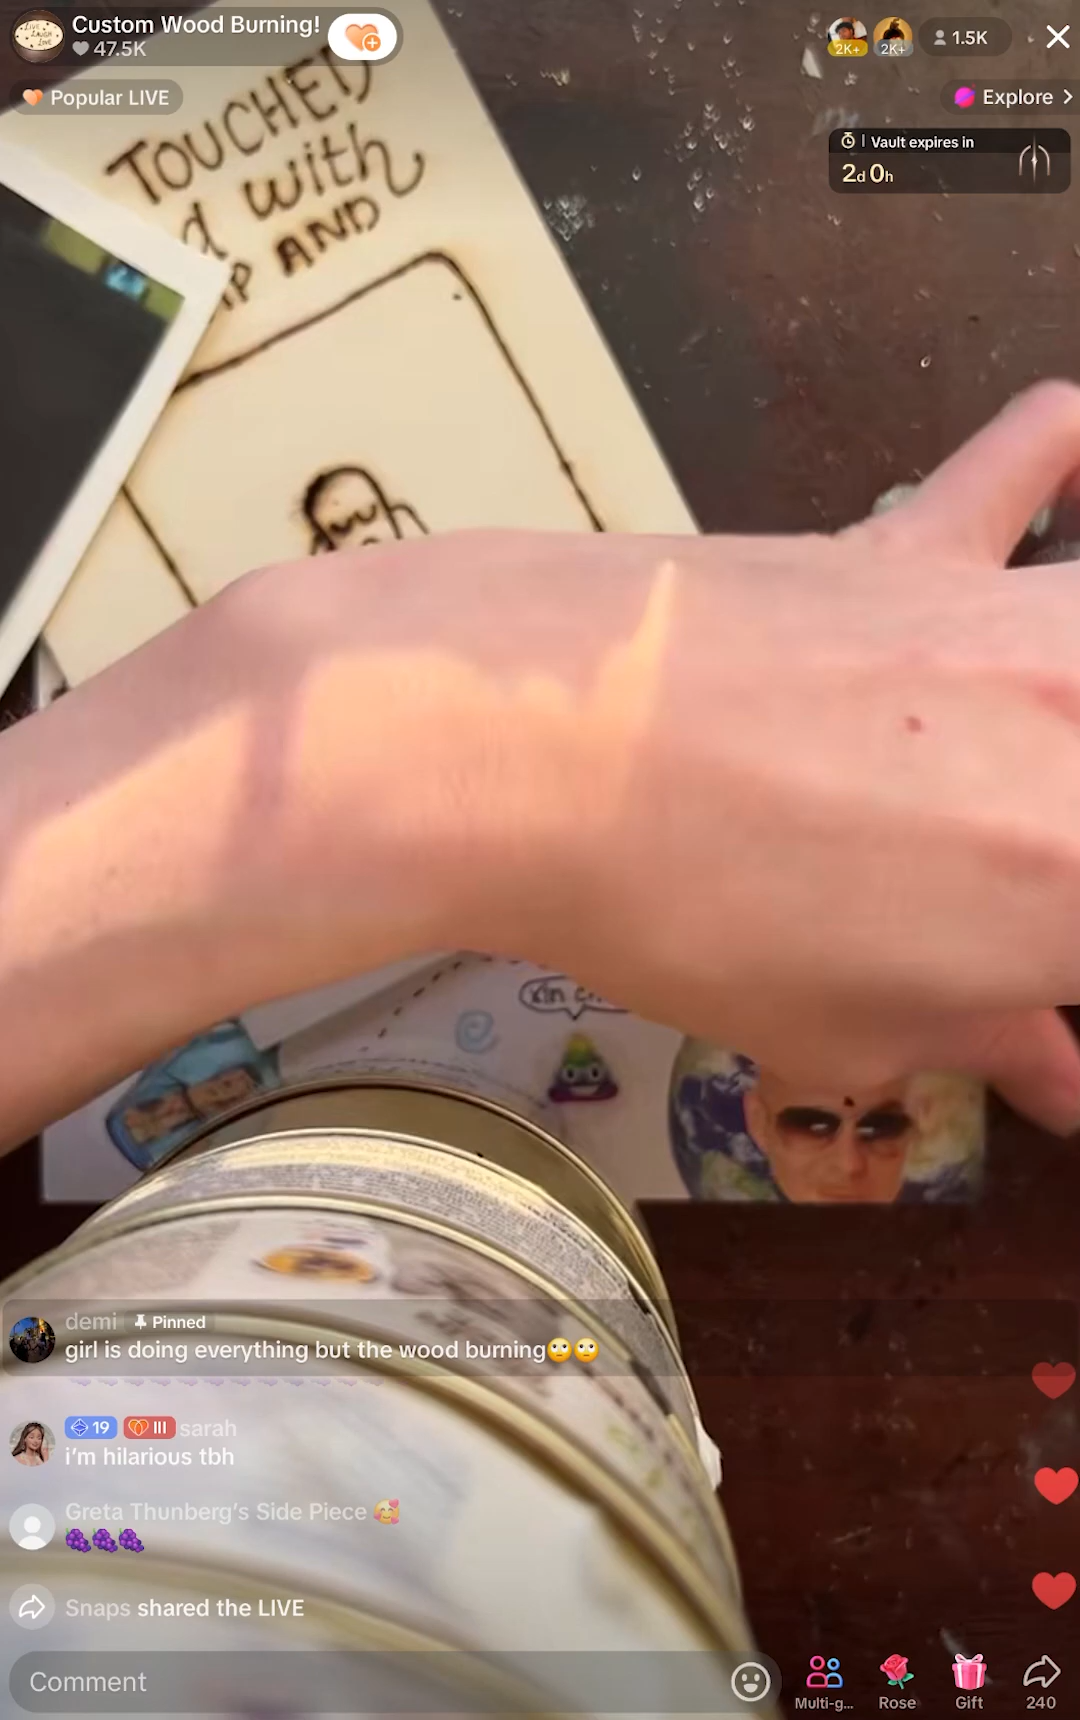 Custom Wood Burning!
47.5K
2K+
2K+
1.5K
Popular LIVE
Explore
Vault expires in
2d 0h
TOUCHED
with
AND
demi Pinned
girl is doing everything but the wood burning🙄🙄
19 III sarah
i'm hilarious tbh
Greta Thunberg's Side Piece 🥰
🍇🍇🍇
Snaps shared the LIVE
Comment
Multi-g...
Rose
Gift
240